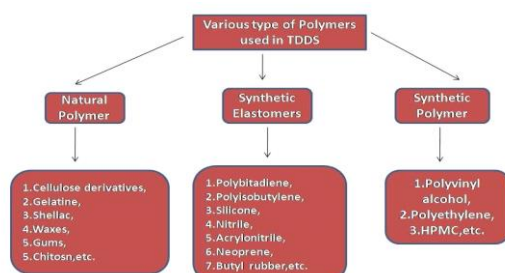 Various type of Polymers
used in TDDS
Natural
Polymer
Synthetic
Elastomers
Synthetic
Polymer
1.Cellulose derivatives,
2.Gelatine,
3.Shellac,
4.Waxes,
5.Gums,
6.Chitosn,etc.
1.Polybitadiene,
2.Polyisobutylene,
3.Silicone,
4.Nitrile,
5.Acrylonitrile,
6.Neoprene,
7.Butyl rubber,etc.
1.Polyvinyl
alcohol,
2.Polyethylene,
3.HPMC,etc.